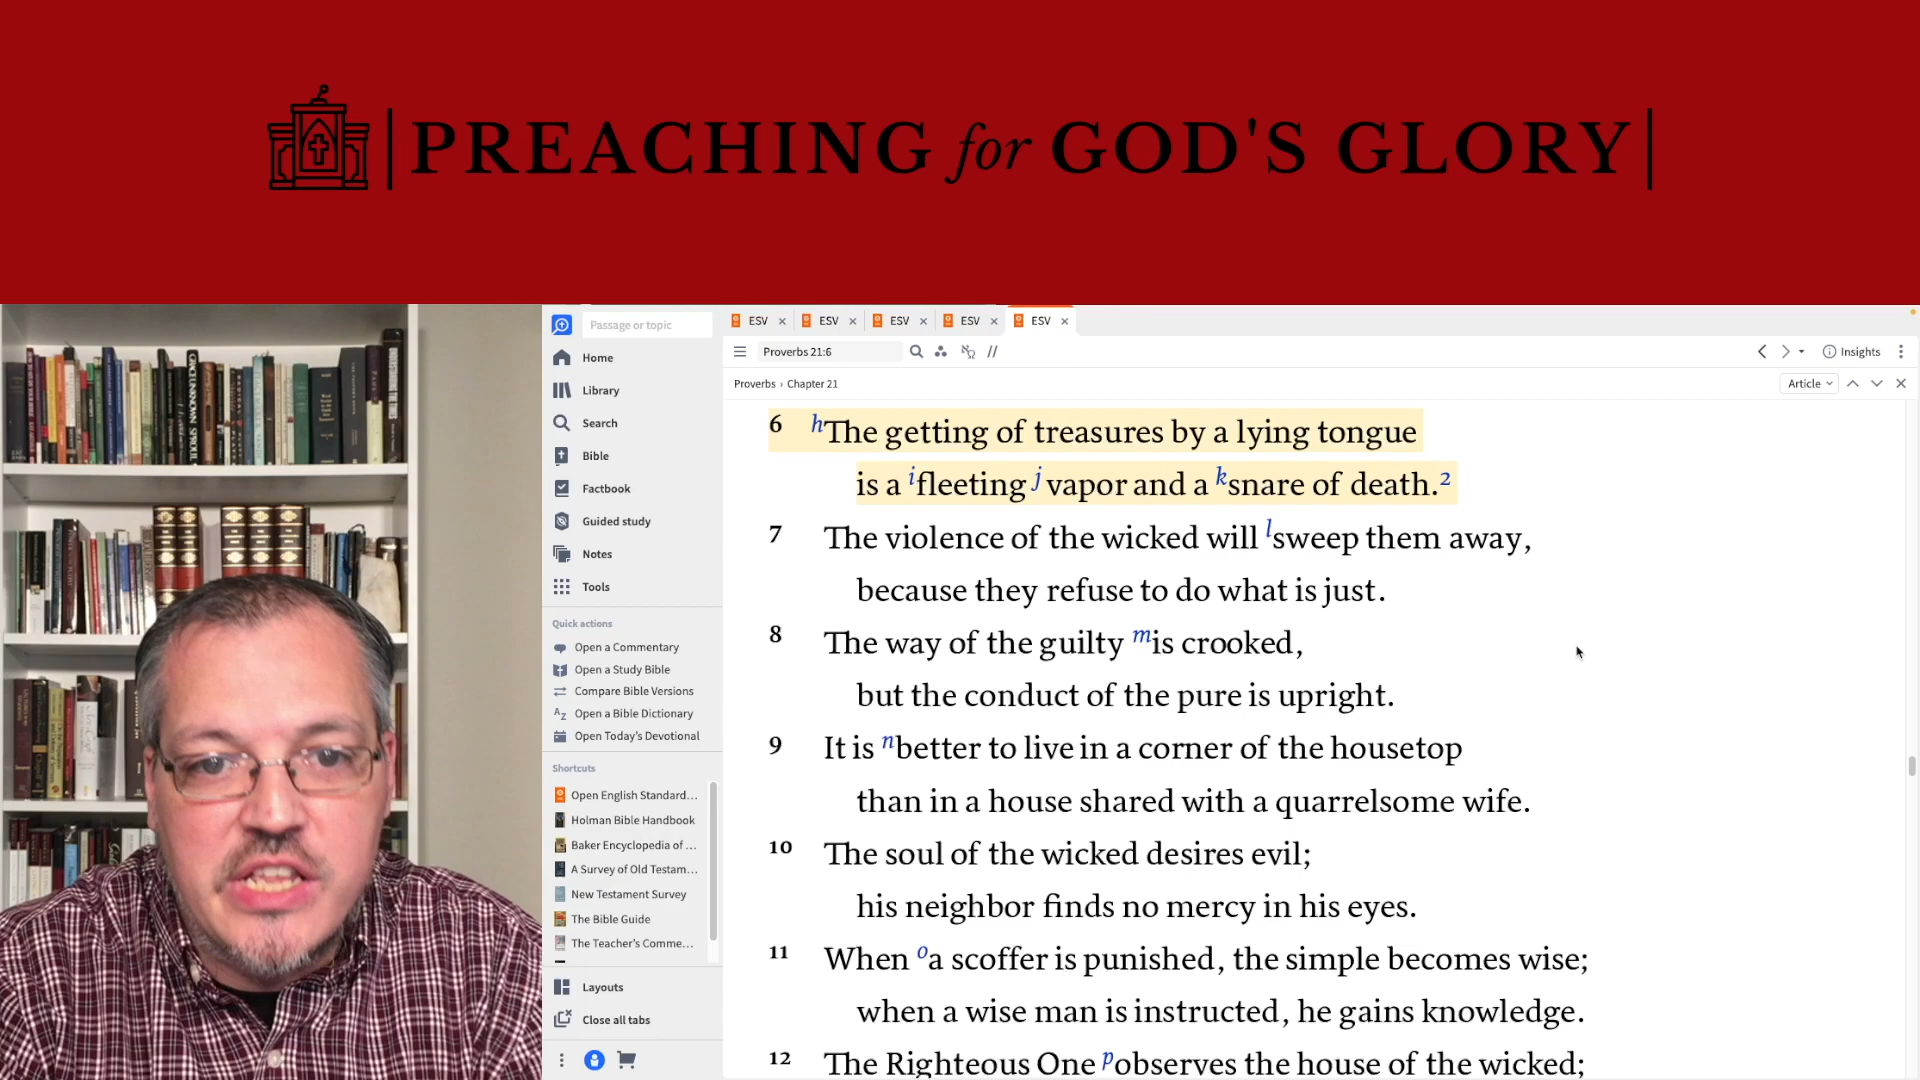 PREACHING for GOD'S GLORY
Passage or topic
Home
Library
Search
Bible
Factbook
Guided study
Notes
Tools
Quick actions
Open a Commentary
Open a Study Bible
Compare Bible Versions
Open a Bible Dictionary
Open Today's Devotional
Shortcuts
Open English Standard...
Holman Bible Handbook
Baker Encyclopedia of ...
A Survey of Old Testam...
New Testament Survey
The Bible Guide
The Teacher's Comme...
Layouts
Close all tabs
ESV ESV ESV ESV ESV
Proverbs 21:6
Insights
Proverbs › Chapter 21
Article
6 hThe getting of treasures by a lying tongue
is a ifleeting jvapor and a ksnare of death.2
7 The violence of the wicked will lsweep them away,
because they refuse to do what is just.
8 The way of the guilty mis crooked,
but the conduct of the pure is upright.
9 It is nbetter to live in a corner of the housetop
than in a house shared with a quarrelsome wife.
10 The soul of the wicked desires evil;
his neighbor finds no mercy in his eyes.
11 When oa scoffer is punished, the simple becomes wise;
when a wise man is instructed, he gains knowledge.
12 The Righteous One pobserves the house of the wicked;